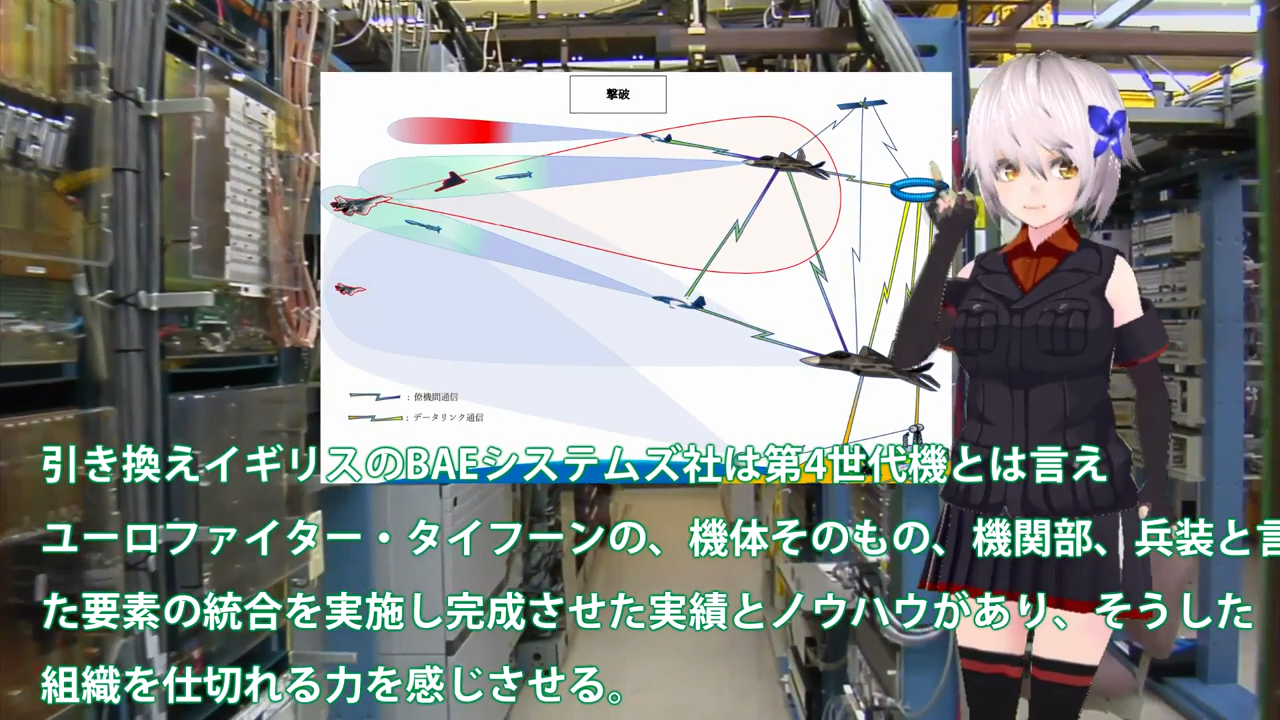 撃破
：僚機間通信
：データリンク通信
引き換えイギリスのBAEシステムズ社は第4世代機とは言え
ユーロファイター・タイフーンの、機体そのもの、機関部、兵装と言
た要素の統合を実施し完成させた実績とノウハウがあり、そうした
組織を仕切れる力を感じさせる。